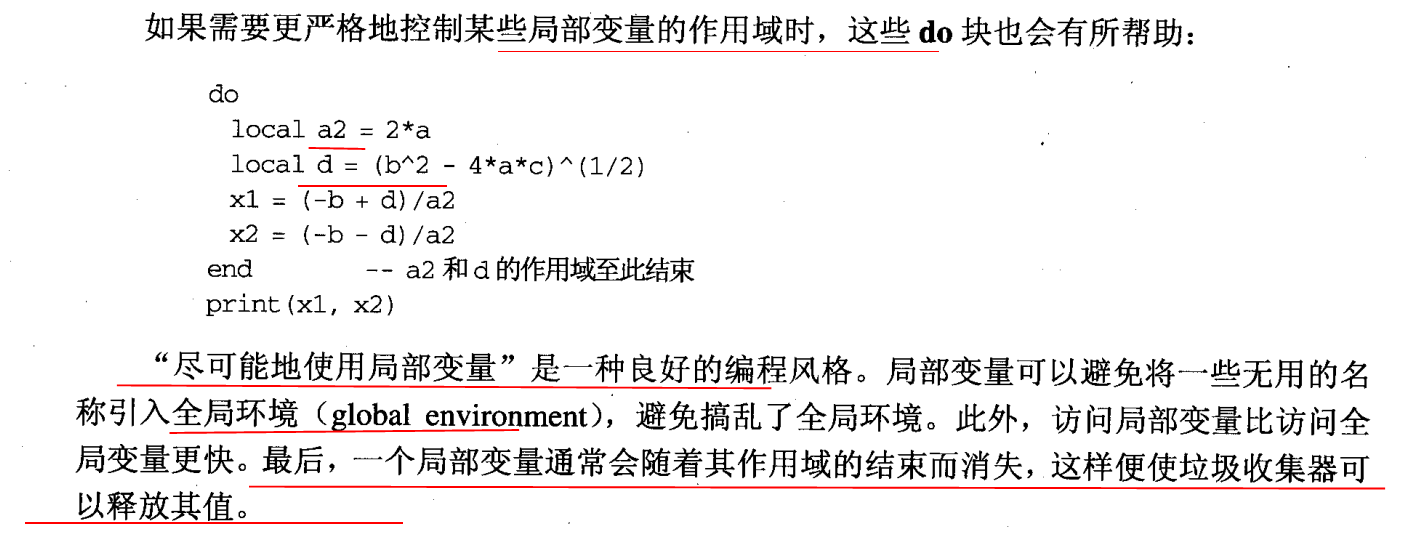 如果需要更严格地控制某些局部变量的作用域时，这些 do 块也会有所帮助：
do
local a2 = 2*a
local d = (b^2 - 4*a*c)^(1/2)
x1 = (-b + d)/a2
x2 = (-b - d)/a2
end -- a2 和 d 的作用域至此结束
print(x1, x2)
“尽可能地使用局部变量”是一种良好的编程风格。局部变量可以避免将一些无用的名
称引入全局环境（global environment），避免搞乱了全局环境。此外，访问局部变量比访问全
局变量更快。最后，一个局部变量通常会随着其作用域的结束而消失，这样便使垃圾收集器可
以释放其值。